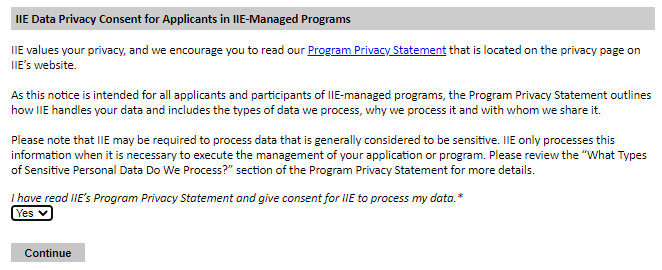 IIE Data Privacy Consent for Applicants in IIE-Managed Programs
IIE values your privacy, and we encourage you to read our Program Privacy Statement that is located on the privacy page on
IIE's website.
As this notice is intended for all applicants and participants of IIE-managed programs, the Program Privacy Statement outlines
how IIE handles your data and includes the types of data we process, why we process it and with whom we share it.
Please note that IIE may be required to process data that is generally considered to be sensitive. IIE only processes this
information when it is necessary to execute the management of your application or program. Please review the “What Types
of Sensitive Personal Data Do We Process?” section of the Program Privacy Statement for more details.
I have read IIE's Program Privacy Statement and give consent for IIE to process my data.*
Yes
Continue